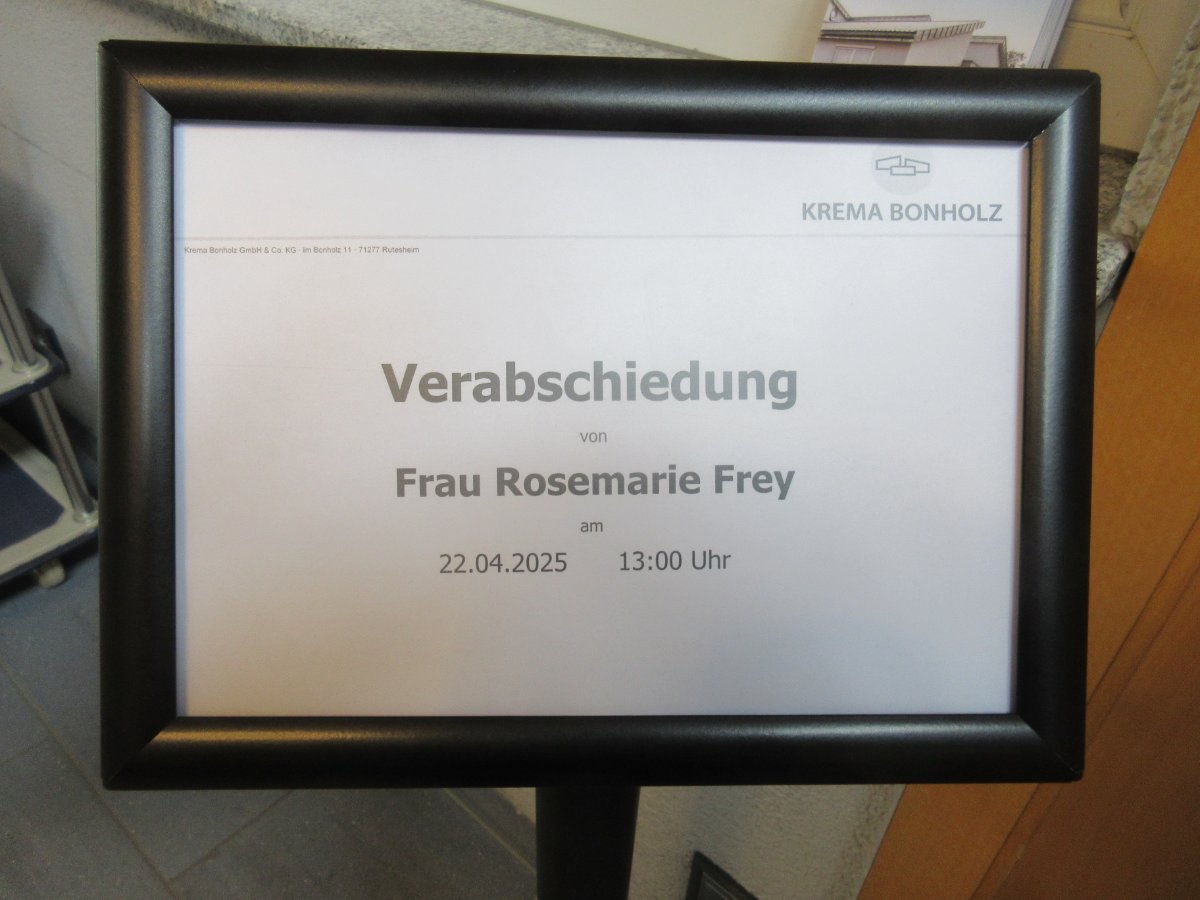 KREMA BONHOLZ
Krema Bonholz GmbH & Co. KG - Im Bonholz 11 - 71277 Rutesheim
Verabschiedung
von
Frau Rosemarie Frey
am
22.04.2025 13:00 Uhr